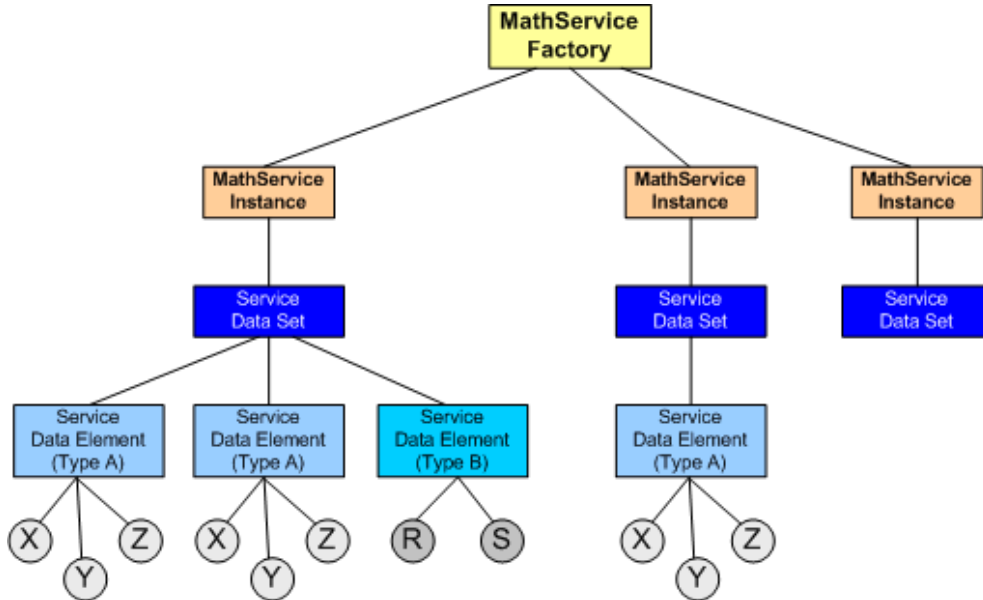 MathService
Factory
MathService
Instance
MathService
Instance
MathService
Instance
Service
Data Set
Service
Data Set
Service
Data Set
Service
Data Element
(Type A)
Service
Data Element
(Type A)
Service
Data Element
(Type B)
Service
Data Element
(Type A)
X
Y
Z
X
Y
Z
R
S
X
Y
Z